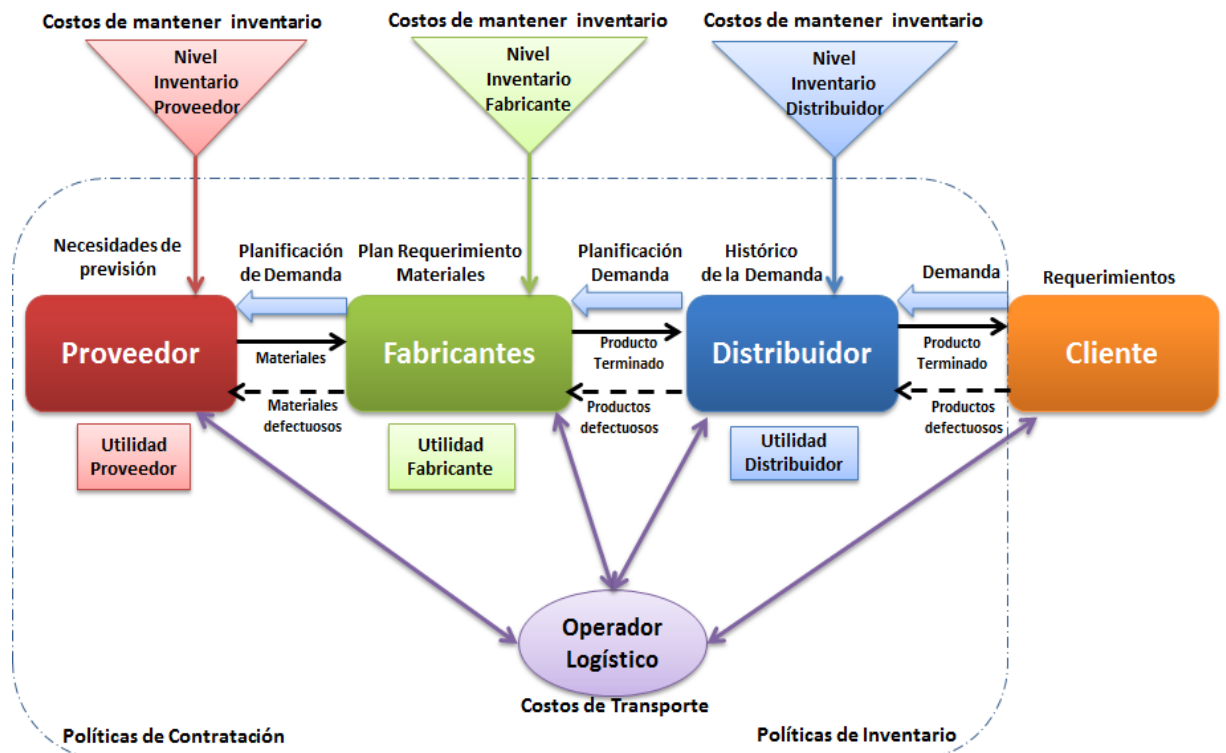 Costos de mantener inventario
Costos de mantener inventario
Costos de mantener inventario
Nivel
Inventario
Proveedor
Nivel
Inventario
Fabricante
Nivel
Inventario
Distribuidor
Necesidades de
previsión
Planificación
de Demanda
Plan Requerimiento
Materiales
Planificación
Demanda
Histórico
de la Demanda
Demanda
Requerimientos
Proveedor
Materiales
Materiales
defectuosos
Fabricantes
Producto
Terminado
Productos
defectuosos
Distribuidor
Producto
Terminado
Productos
defectuosos
Cliente
Utilidad
Proveedor
Utilidad
Fabricante
Utilidad
Distribuidor
Operador
Logístico
Costos de Transporte
Políticas de Contratación
Políticas de Inventario